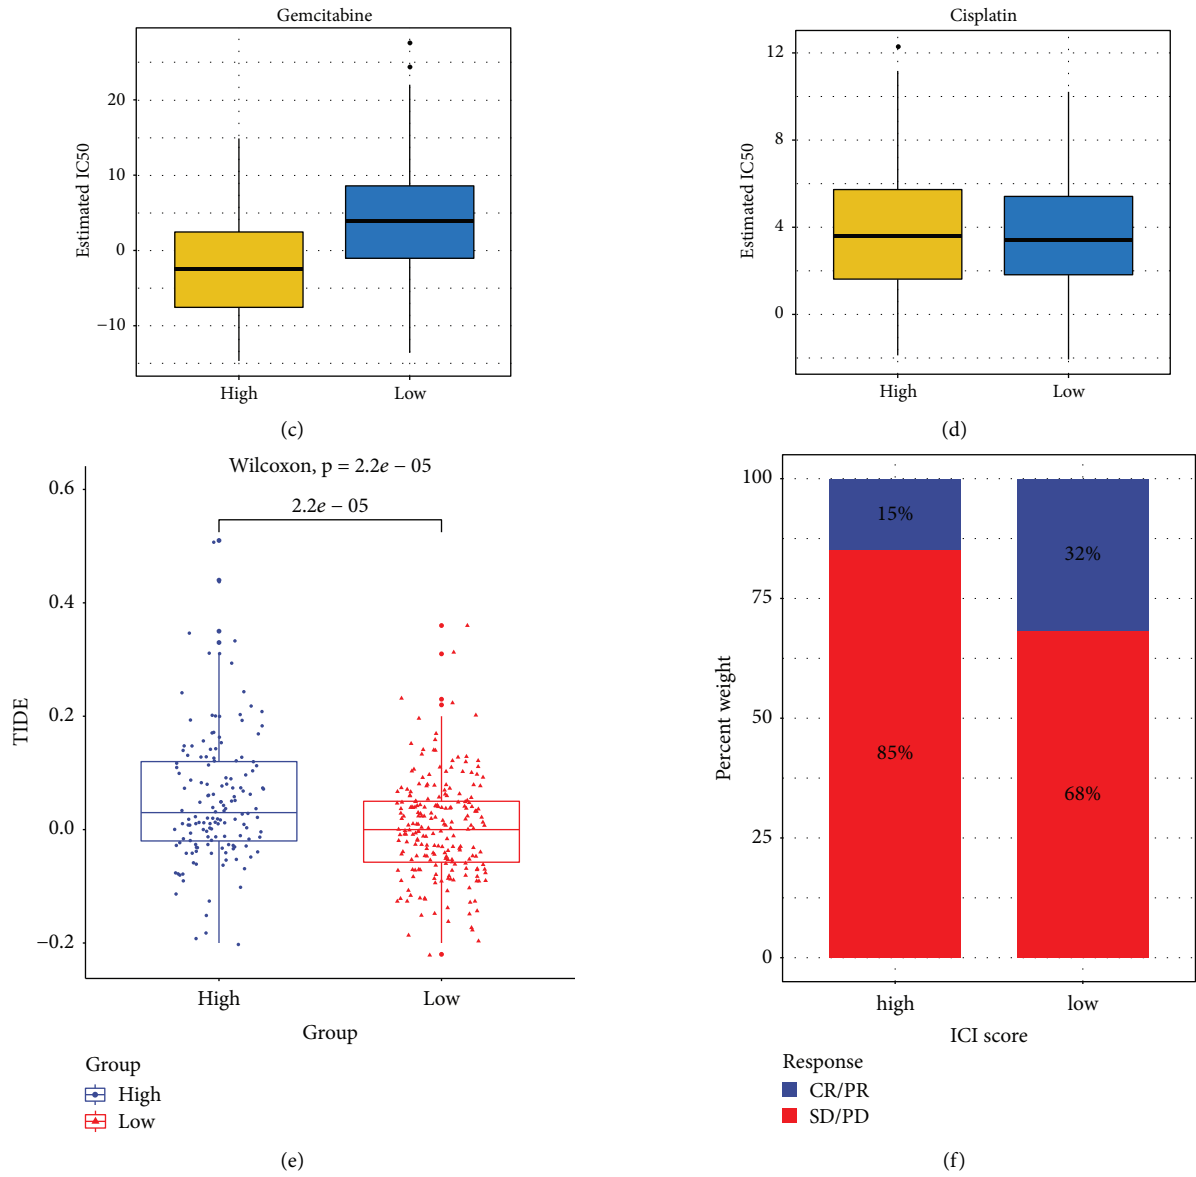 Gemcitabine
Estimated IC50
20
10
0
−10
High
Low
(c)
Cisplatin
Estimated IC50
12
8
4
0
High
Low
(d)
Wilcoxon, p = 2.2e − 05
2.2e − 05
TIDE
0.6
0.4
0.2
0.0
−0.2
High
Low
Group
Group
High
Low
(e)
Percent weight
100
75
50
25
0
15%
85%
32%
68%
high
low
ICI score
Response
CR/PR
SD/PD
(f)